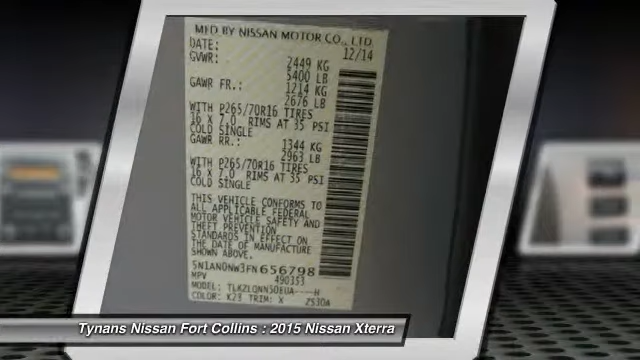 MFD BY NISSAN MOTOR CO., LTD.
DATE: 12/14
GVWR: 2449 KG
5400 LB
GAWR FR.: 1214 KG
2676 LB
WITH P265/70R16 TIRES
16 X 7.0 RIMS AT 35 PSI
COLD SINGLE
GAWR RR.: 1344 KG
2963 LB
WITH P265/70R16 TIRES
16 X 7.0 RIMS AT 35 PSI
COLD SINGLE
THIS VEHICLE CONFORMS TO
ALL APPLICABLE FEDERAL
MOTOR VEHICLE SAFETY AND
THEFT PREVENTION
STANDARDS IN EFFECT ON
THE DATE OF MANUFACTURE
SHOWN ABOVE.
5N1AN0NW3FN656798
MPV 490353
MODEL: H
COLOR: K23 TRIM: X ZS30A
Tynans Nissan Fort Collins : 2015 Nissan Xterra